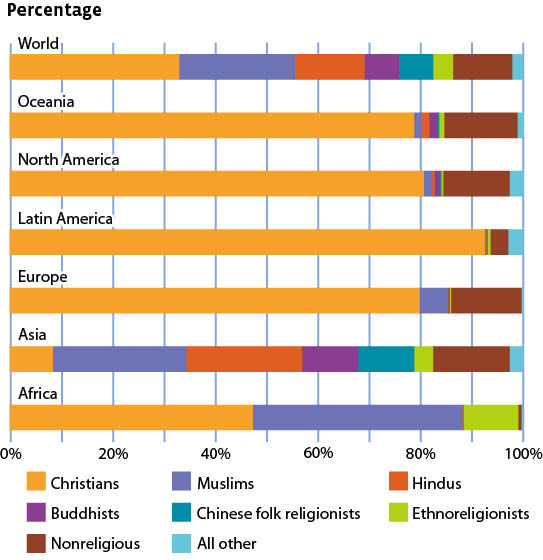 Percentage
World
Oceania
North America
Latin America
Europe
Asia
Africa
0% 20% 40% 60% 80% 100%
Christians Muslims Hindus
Buddhists Chinese folk religionists Ethnoreligionists
Nonreligious All other